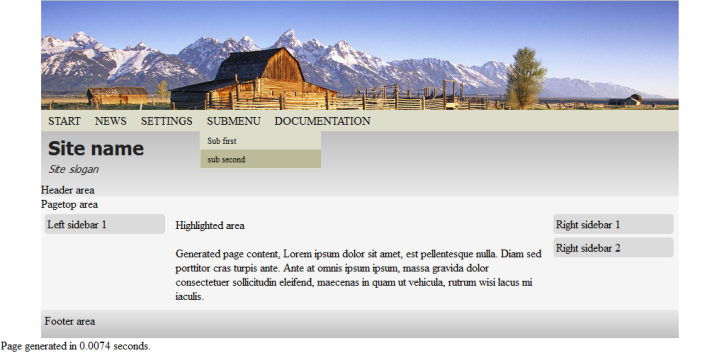 START NEWS SETTINGS SUBMENU DOCUMENTATION
Sub first
sub second
Site name
Site slogan
Header area
Pagetop area
Left sidebar 1
Highlighted area
Generated page content, Lorem ipsum dolor sit amet, est pellentesque nulla. Diam sed
porttitor cras turpis ante. Ante at omnis ipsum ipsum, massa gravida dolor
consectetuer sollicitudin eleifend, maecenas in quam ut vehicula, rutrum wisi lacus mi
iaculis.
Right sidebar 1
Right sidebar 2
Footer area
Page generated in 0.0074 seconds.